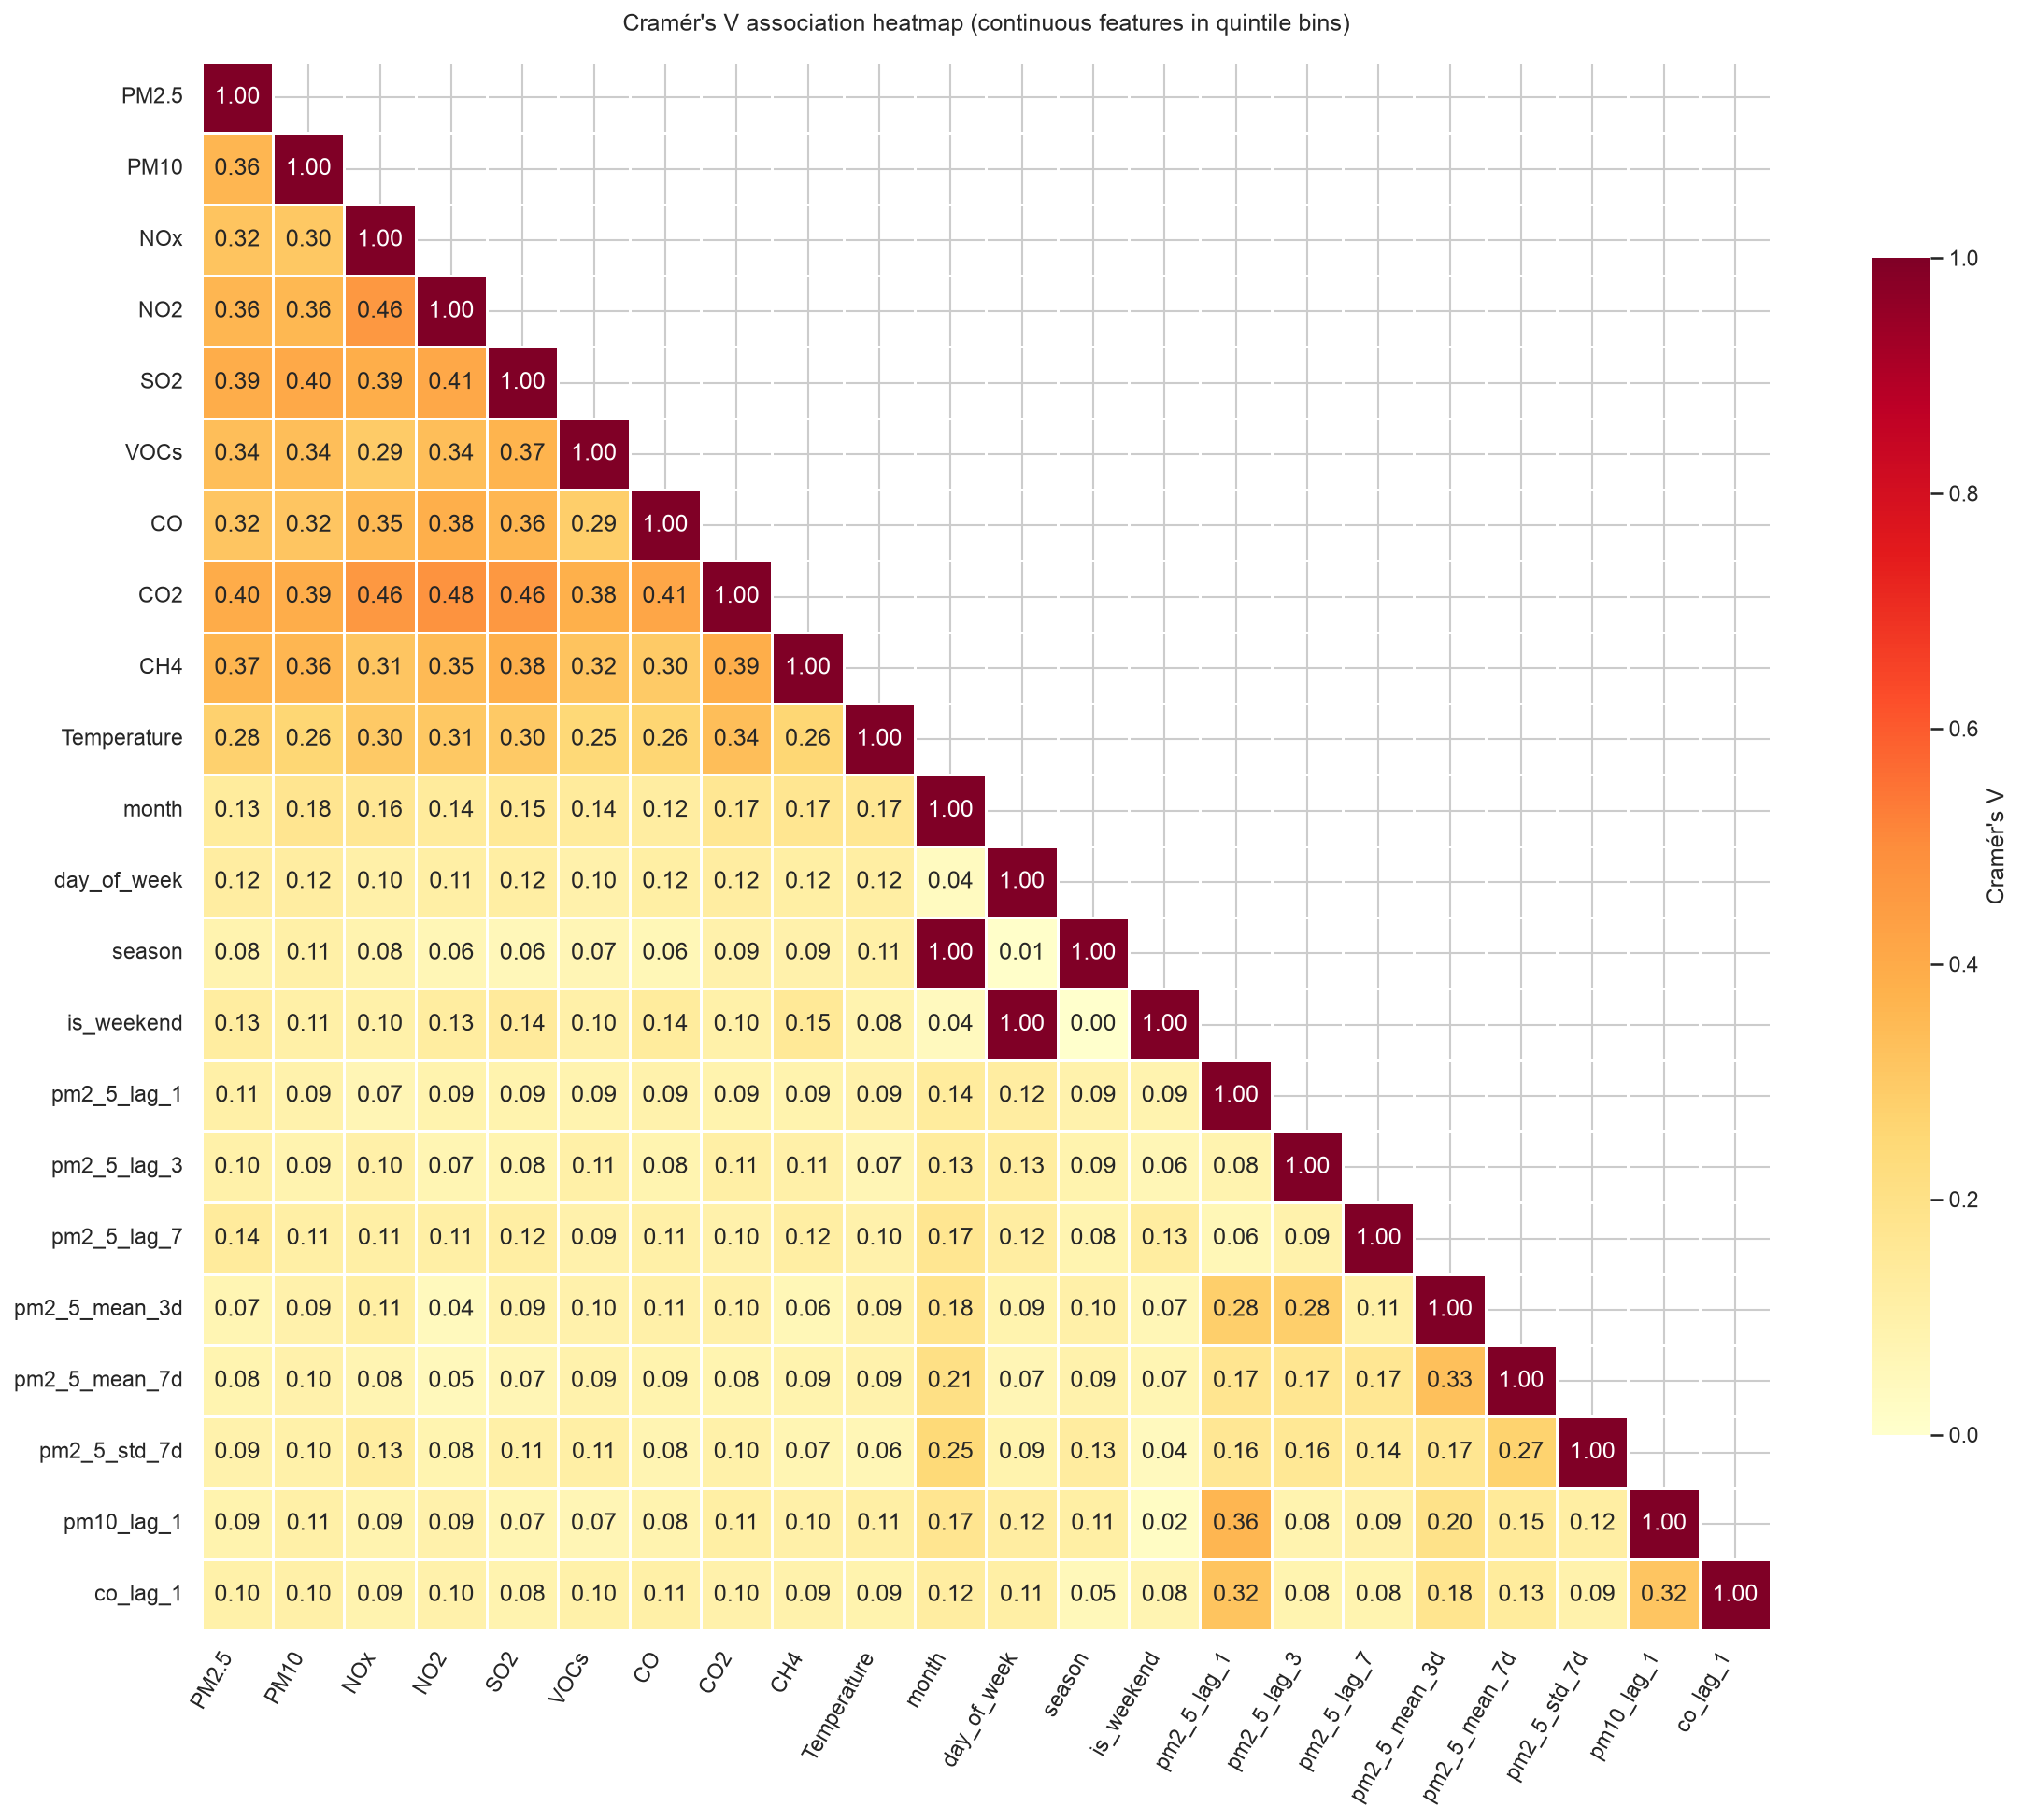 Cramér's V association heatmap (continuous features in quintile bins)
PM2.5 1.00
PM10 0.36 1.00
NOx 0.32 0.30 1.00
NO2 0.36 0.36 0.46 1.00
SO2 0.39 0.40 0.39 0.41 1.00
VOCs 0.34 0.34 0.29 0.34 0.37 1.00
CO 0.32 0.32 0.35 0.38 0.36 0.29 1.00
CO2 0.40 0.39 0.46 0.48 0.46 0.38 0.41 1.00
CH4 0.37 0.36 0.31 0.35 0.38 0.32 0.30 0.39 1.00
Temperature 0.28 0.26 0.30 0.31 0.30 0.25 0.26 0.34 0.26 1.00
month 0.13 0.18 0.16 0.14 0.15 0.14 0.12 0.17 0.17 0.17 1.00
day_of_week 0.12 0.12 0.10 0.11 0.12 0.10 0.12 0.12 0.12 0.12 0.04 1.00
season 0.08 0.11 0.08 0.06 0.06 0.07 0.06 0.09 0.09 0.11 1.00 0.01 1.00
is_weekend 0.13 0.11 0.10 0.13 0.14 0.10 0.14 0.10 0.15 0.08 0.04 1.00 0.00 1.00
pm2_5_lag_1 0.11 0.09 0.07 0.09 0.09 0.09 0.09 0.09 0.09 0.09 0.14 0.12 0.09 0.09 1.00
pm2_5_lag_3 0.10 0.09 0.10 0.07 0.08 0.11 0.08 0.11 0.11 0.07 0.13 0.13 0.09 0.06 0.08 1.00
pm2_5_lag_7 0.14 0.11 0.11 0.11 0.12 0.09 0.11 0.10 0.12 0.10 0.17 0.12 0.08 0.13 0.06 0.09 1.00
pm2_5_mean_3d 0.07 0.09 0.11 0.04 0.09 0.10 0.11 0.10 0.06 0.09 0.18 0.09 0.10 0.07 0.28 0.28 0.11 1.00
pm2_5_mean_7d 0.08 0.10 0.08 0.05 0.07 0.09 0.09 0.08 0.09 0.09 0.21 0.07 0.09 0.07 0.17 0.17 0.17 0.33 1.00
pm2_5_std_7d 0.09 0.10 0.13 0.08 0.11 0.11 0.08 0.10 0.07 0.06 0.25 0.09 0.13 0.04 0.16 0.16 0.14 0.17 0.27 1.00
pm10_lag_1 0.09 0.11 0.09 0.09 0.07 0.07 0.08 0.11 0.10 0.11 0.17 0.12 0.11 0.02 0.36 0.08 0.09 0.20 0.15 0.12 1.00
co_lag_1 0.10 0.10 0.09 0.10 0.08 0.10 0.11 0.10 0.09 0.09 0.12 0.11 0.05 0.08 0.32 0.08 0.08 0.18 0.13 0.09 0.32 1.00
PM2.5 PM10 NOx NO2 SO2 VOCs CO CO2 CH4 Temperature month day_of_week season is_weekend pm2_5_lag_1 pm2_5_lag_3 pm2_5_lag_7 pm2_5_mean_3d pm2_5_mean_7d pm2_5_std_7d pm10_lag_1 co_lag_1
1.0
0.8
0.6
0.4
0.2
0.0
Cramér's V